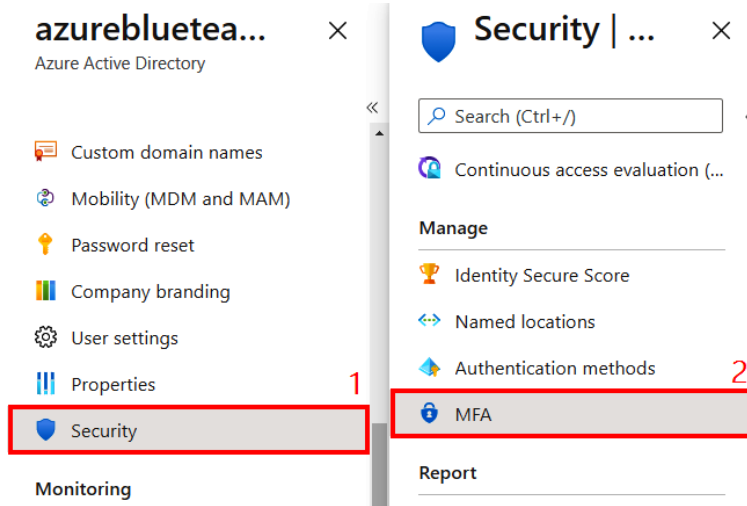 azurebluetea...
Azure Active Directory
Custom domain names
Mobility (MDM and MAM)
Password reset
Company branding
User settings
Properties
1
Security
Monitoring
Security | ...
Search (Ctrl+/)
Continuous access evaluation (...
Manage
Identity Secure Score
Named locations
Authentication methods
2
MFA
Report